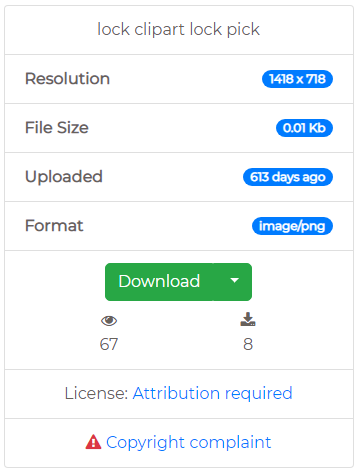 lock clipart lock pick
Resolution 1418 x 718
File Size 0.01 Kb
Uploaded 613 days ago
Format image/png
Download
67 8
License: Attribution required
Copyright complaint